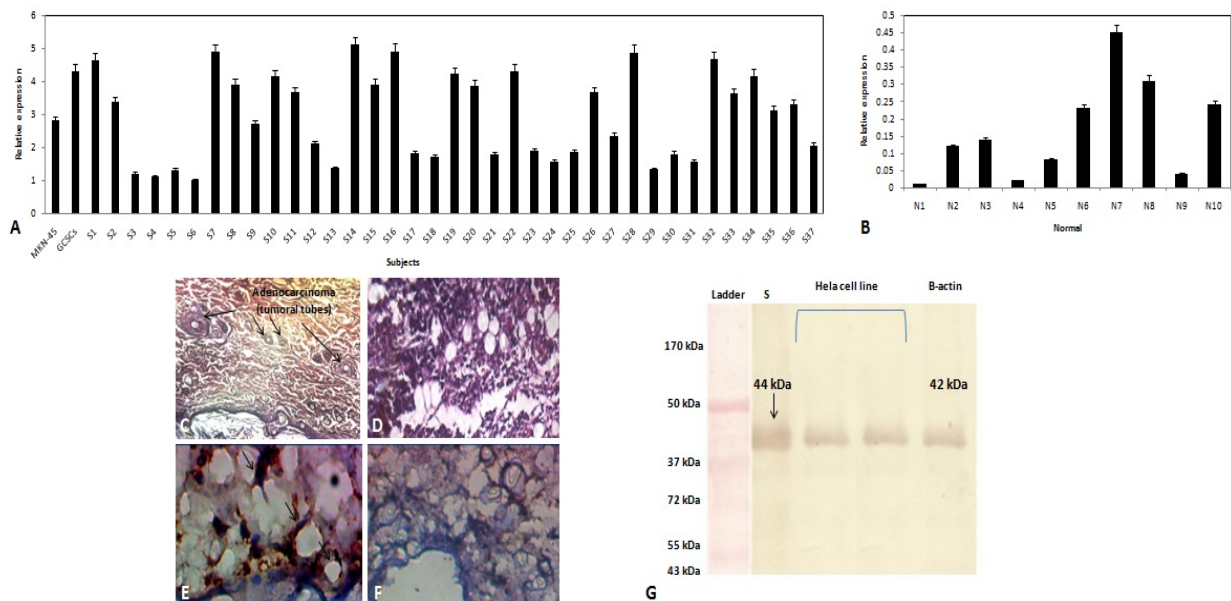 6
5
4
3
2
1
0
Relative expression
MKN-45 GCSCs S1 S2 S3 S4 S5 S6 S7 S8 S9 S10 S11 S12 S13 S14 S15 S16 S17 S18 S19 S20 S21 S22 S23 S24 S25 S26 S27 S28 S29 S30 S31 S32 S33 S34 S35 S36 S37
Subjects
A
0.5
0.45
0.4
0.35
0.3
0.25
0.2
0.15
0.1
0.05
0
Relative expression
N1 N2 N3 N4 N5 N6 N7 N8 N9 N10
Normal
B
Adenocarcinoma
(tumoral tubes)
C
D
E
F
Ladder S Hela cell line B-actin
170 kDa
44 kDa 42 kDa
50 kDa
37 kDa
72 kDa
55 kDa
43 kDa
G